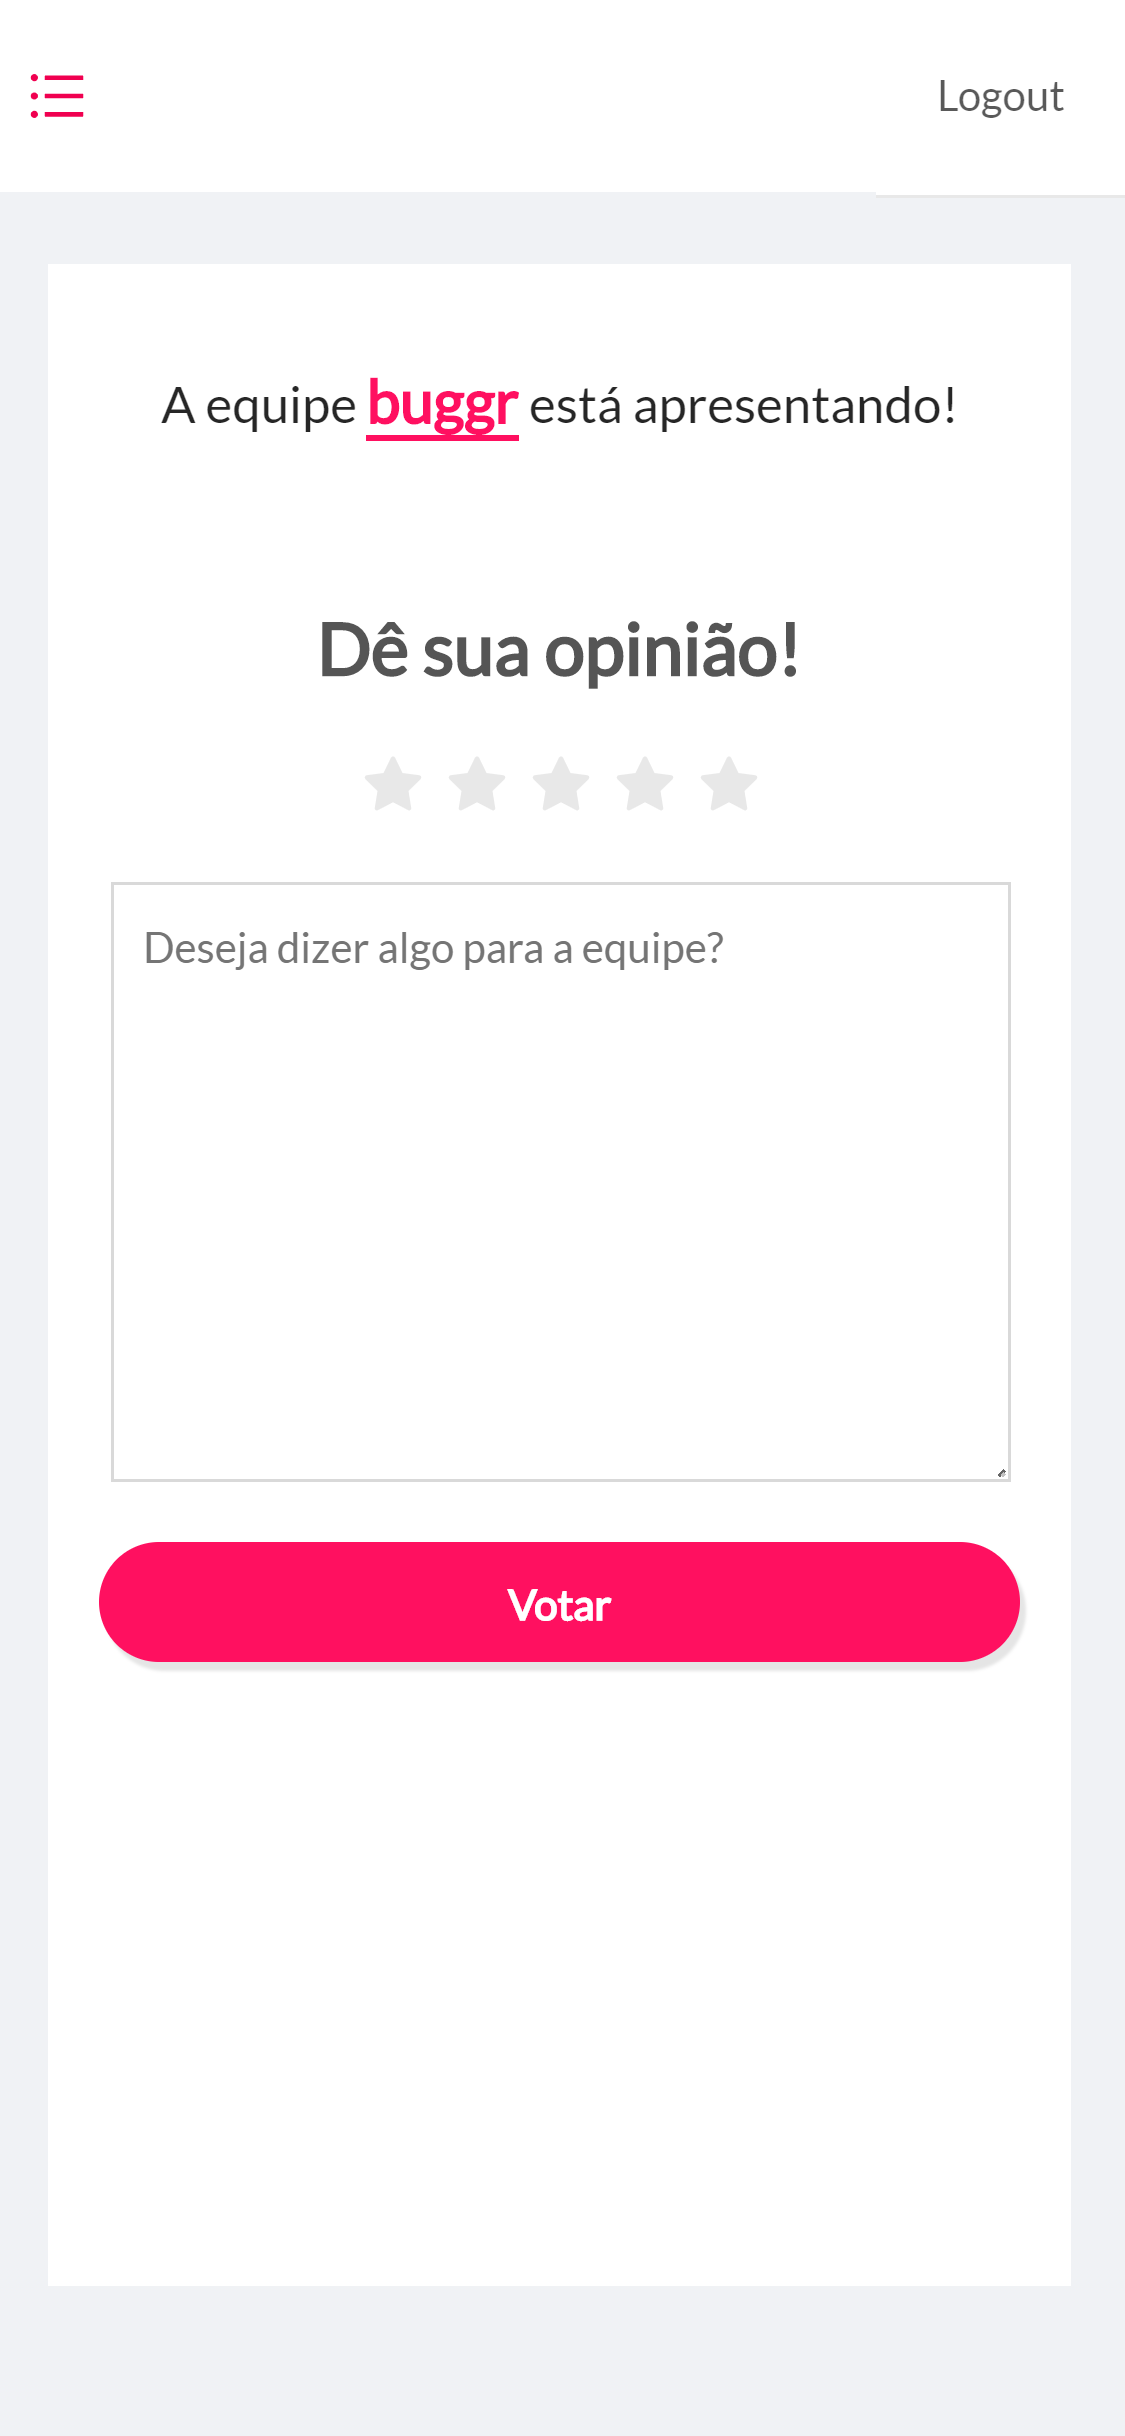 Logout
A equipe buggr está apresentando!
Dê sua opinião!
Deseja dizer algo para a equipe?
Votar